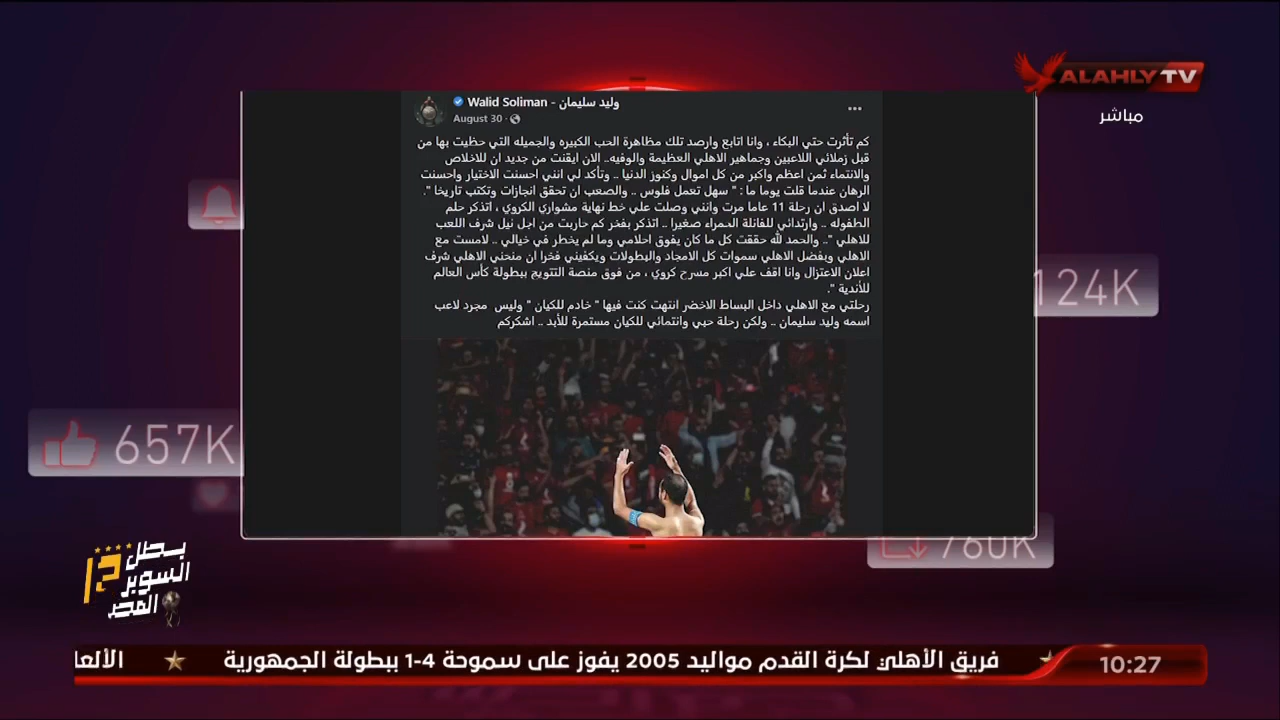 ALAHLY TV
مباشر
Walid Soliman - وليد سليمان
August 30
كم تأثرت حتي البكاء ، وانا اتابع وارصد تلك مظاهرة الحب الكبيره والجميله التي حظيت بها من
قبل زملائي اللاعبين وجماهير الاهلي العظيمة والوفيه.. الان ايقنت من جديد ان للاخلاص
والانتماء ثمن اعظم واكبر من كل اموال وكنوز الدنيا .. وتأكد لي انني احسنت الاختيار واحسنت
الرهان عندما قلت يوما ما : " سهل تعمل فلوس .. والصعب ان تحقق انجازات وتكتب تاريخا ".
لا اصدق ان رحلة 11 عاما مرت وانني وصلت علي خط نهاية مشواري الكروي ، اتذكر حلم
الطفوله .. وارتدائي للفانلة الحمراء صغيرا .. اتذكر بفخر كم حاربت من اجل نيل شرف اللعب
للاهلي ".. والحمد لله حققت كل ما كان يفوق احلامي وما لم يخطر في خيالي .. لامست مع
الاهلي وبفضل الاهلي سموات كل الامجاد والبطولات ويكفيني فخرا ان منحني الاهلي شرف
اعلان الاعتزال وانا اقف علي اكبر مسرح كروي ، من فوق منصة التتويج ببطولة كأس العالم
للأندية ".
رحلتي مع الاهلي داخل البساط الاخضر انتهت كنت فيها " خادم للكيان " وليس مجرد لاعب
اسمه وليد سليمان .. ولكن رحلة حبي وانتمائي للكيان مستمرة للأبد .. اشكركم
124K
657K
760K
بطل
السوبر
المصر
فريق الأهلي لكرة القدم مواليد 2005 يفوز على سموحة 4-1 ببطولة الجمهورية
الألعا
10:27